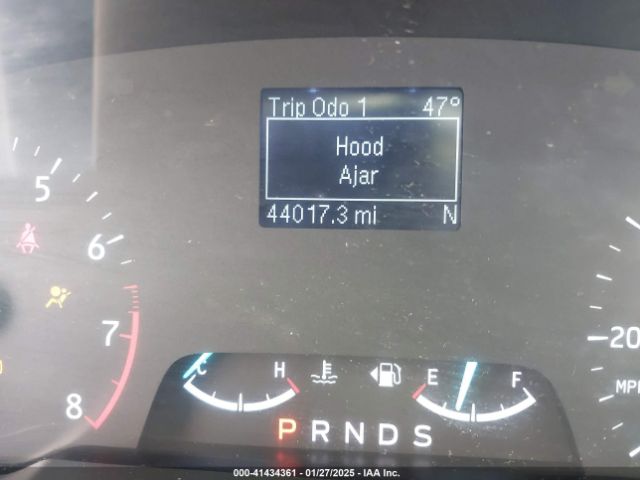 Trip Odo 1 47°
Hood
Ajar
44017.3 mi N
5
6
7
8
20
MPH
C H
E F
P R N D S
000-41434361 | 01/27/2025 | IAA Inc.